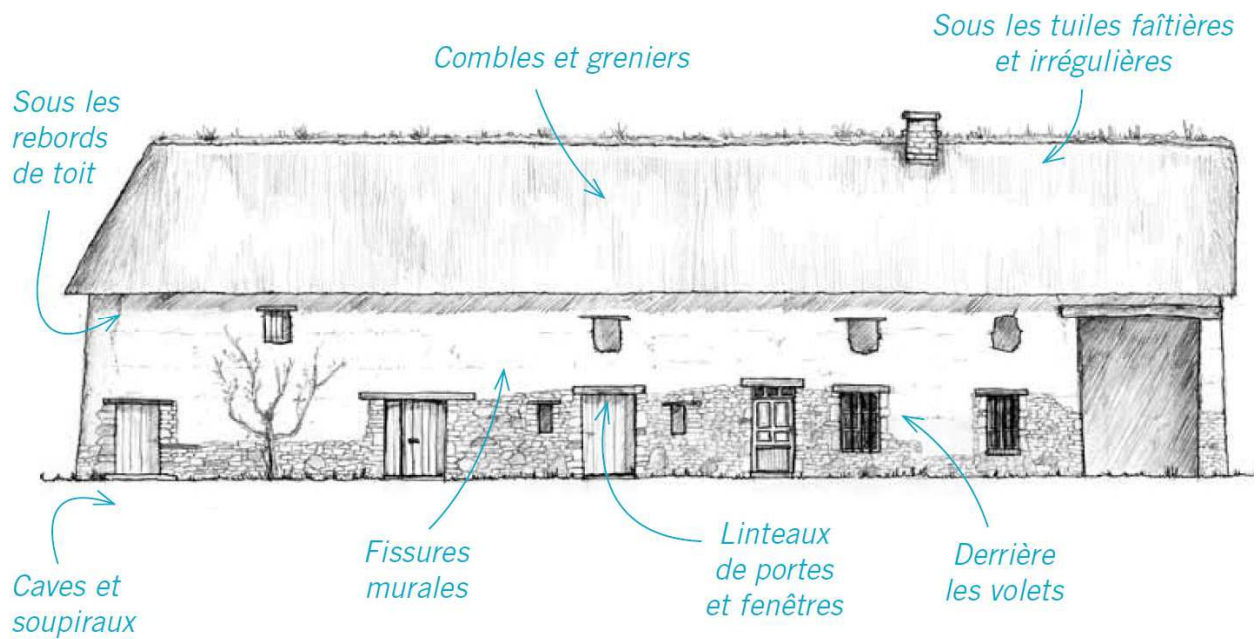 Sous les tuiles faîtières
et irrégulières
Combles et greniers
Sous les
rebords
de toit
Caves et
soupiraux
Fissures
murales
Linteaux
de portes
et fenêtres
Derrière
les volets